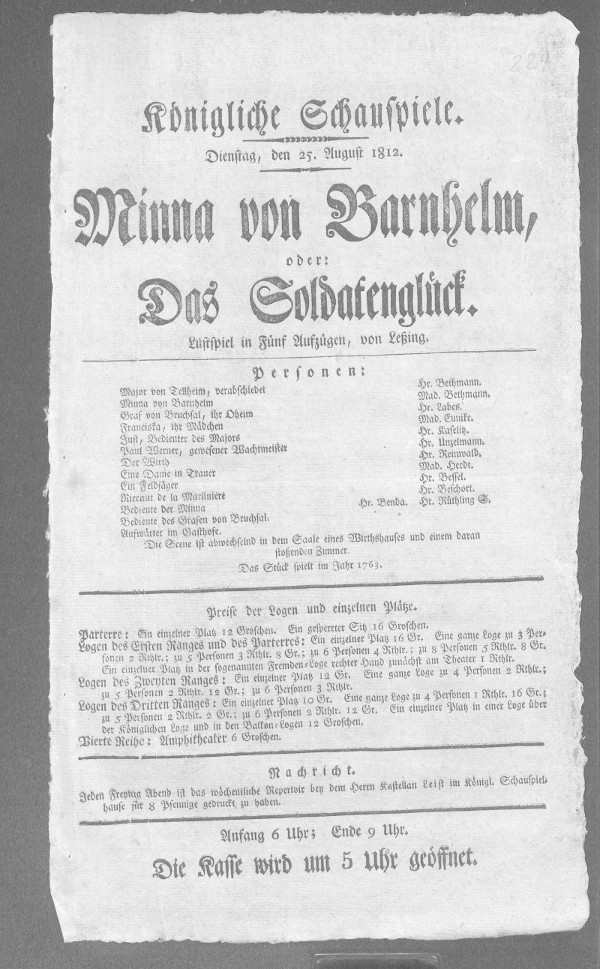 22
Königliche Schauspiele.
Dienstag, den 25. August 1812.
Minna von Barnhelm,
oder:
Das Soldatenglück.
Lustspiel in Fünf Aufzügen, von Leßing.
Personen:
Major von Tellheim, verabschiedet Hr. Bethmann.
Minna von Barnhelm Mad. Bethmann.
Graf von Bruchsal, ihr Oheim Hr. Labes.
Franciska, ihr Mädchen Mad. Eunike.
Just, Bedienter des Majors Hr. Kaselitz.
Paul Werner, gewesener Wachtmeister Hr. Unzelmann.
Der Wirth Hr. Reinwald.
Eine Dame in Trauer Mad. Herdt.
Ein Feldjäger Hr. Bessel.
Riccaut de la Marliniere Hr. Beschort.
Bediente der Minna Hr. Benda. Hr. Rüthling S.
Bediente des Grafen von Bruchsal.
Aufwärter im Gasthofe.
Die Scene ist abwechselnd in dem Saale eines Wirthshauses und einem daran
stoßenden Zimmer.
Das Stück spielt im Jahr 1763.
Preise der Logen und einzelnen Plätze.
Parterre: Ein einzelner Platz 12 Groschen. Ein gesperrter Sitz 16 Groschen.
Logen des Ersten Ranges und des Parterres: Ein einzelner Platz 16 Gr. Eine ganze Loge zu 3 Per-
sonen 2 Rthlr.; zu 5 Personen 3 Rthlr. 8 Gr.; zu 6 Personen 4 Rthlr.; zu 8 Personen 5 Rthlr. 8 Gr.
Ein einzelner Platz in der sogenannten Fremden-Loge rechter Hand zunächst am Theater 1 Rthlr.
Logen des Zweyten Ranges: Ein einzelner Platz 12 Gr. Eine ganze Loge zu 4 Personen 2 Rthlr.;
zu 5 Personen 2 Rthlr. 12 Gr.; zu 6 Personen 3 Rthlr.
Logen des Dritten Ranges: Ein einzelner Platz 10 Gr. Eine ganze Loge zu 4 Personen 1 Rthlr. 16 Gr.;
zu 5 Personen 2 Rthlr. 2 Gr.; zu 6 Personen 2 Rthlr. 12 Gr. Ein einzelner Platz in einer Loge über
der Königlichen Loge und in den Balkon-Logen 12 Groschen.
Vierte Reihe: Amphitheater 6 Groschen.
Nachricht.
Jeden Freytag Abend ist das wöchentliche Repertoir bey dem Herrn Kastellan Leist im Königl. Schauspiel-
hause für 8 Pfennige gedruckt zu haben.
Anfang 6 Uhr; Ende 9 Uhr.
Die Kasse wird um 5 Uhr geöffnet.